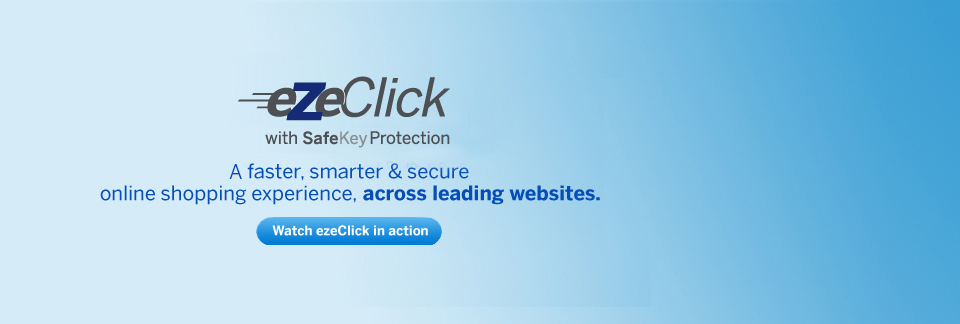 ezeClick
with SafeKey Protection
A faster, smarter & secure
online shopping experience, across leading websites.
Watch ezeClick in action